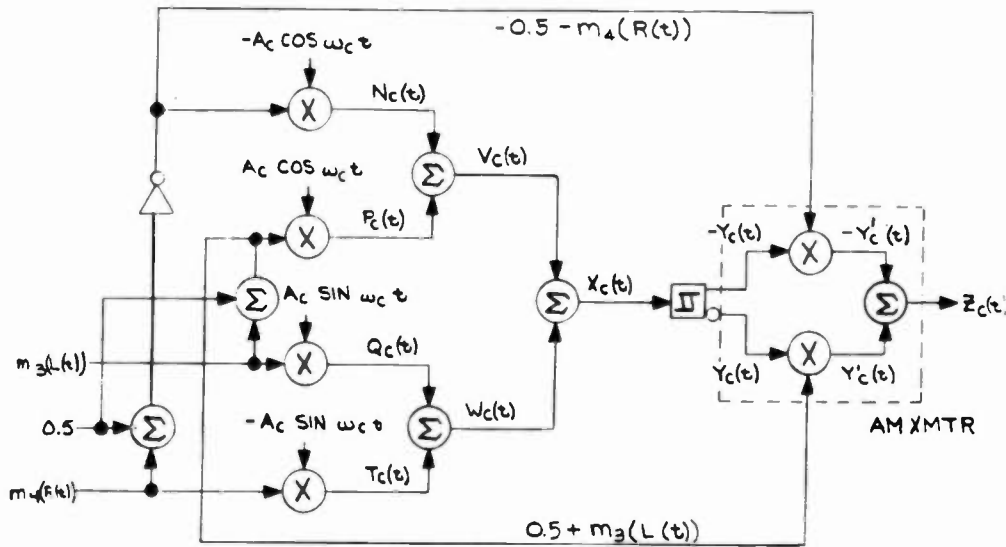 -0.5 - m4(R(t))
-Ac COS ωc t
X
Nc(t)
Ac COS ωc t
Σ
Vc(t)
X
Pc(t)
-Yc(t)
X
-Y'c(t)
Σ
Ac SIN ωc t
Σ
Xc(t)
Σ
Zc(t)
m3(L(t))
X
Qc(t)
Yc(t)
X
Y'c(t)
0.5
Σ
-Ac SIN ωc t
Σ
Wc(t)
AM XMTR
m4(R(t))
X
Tc(t)
0.5 + m3(L(t))